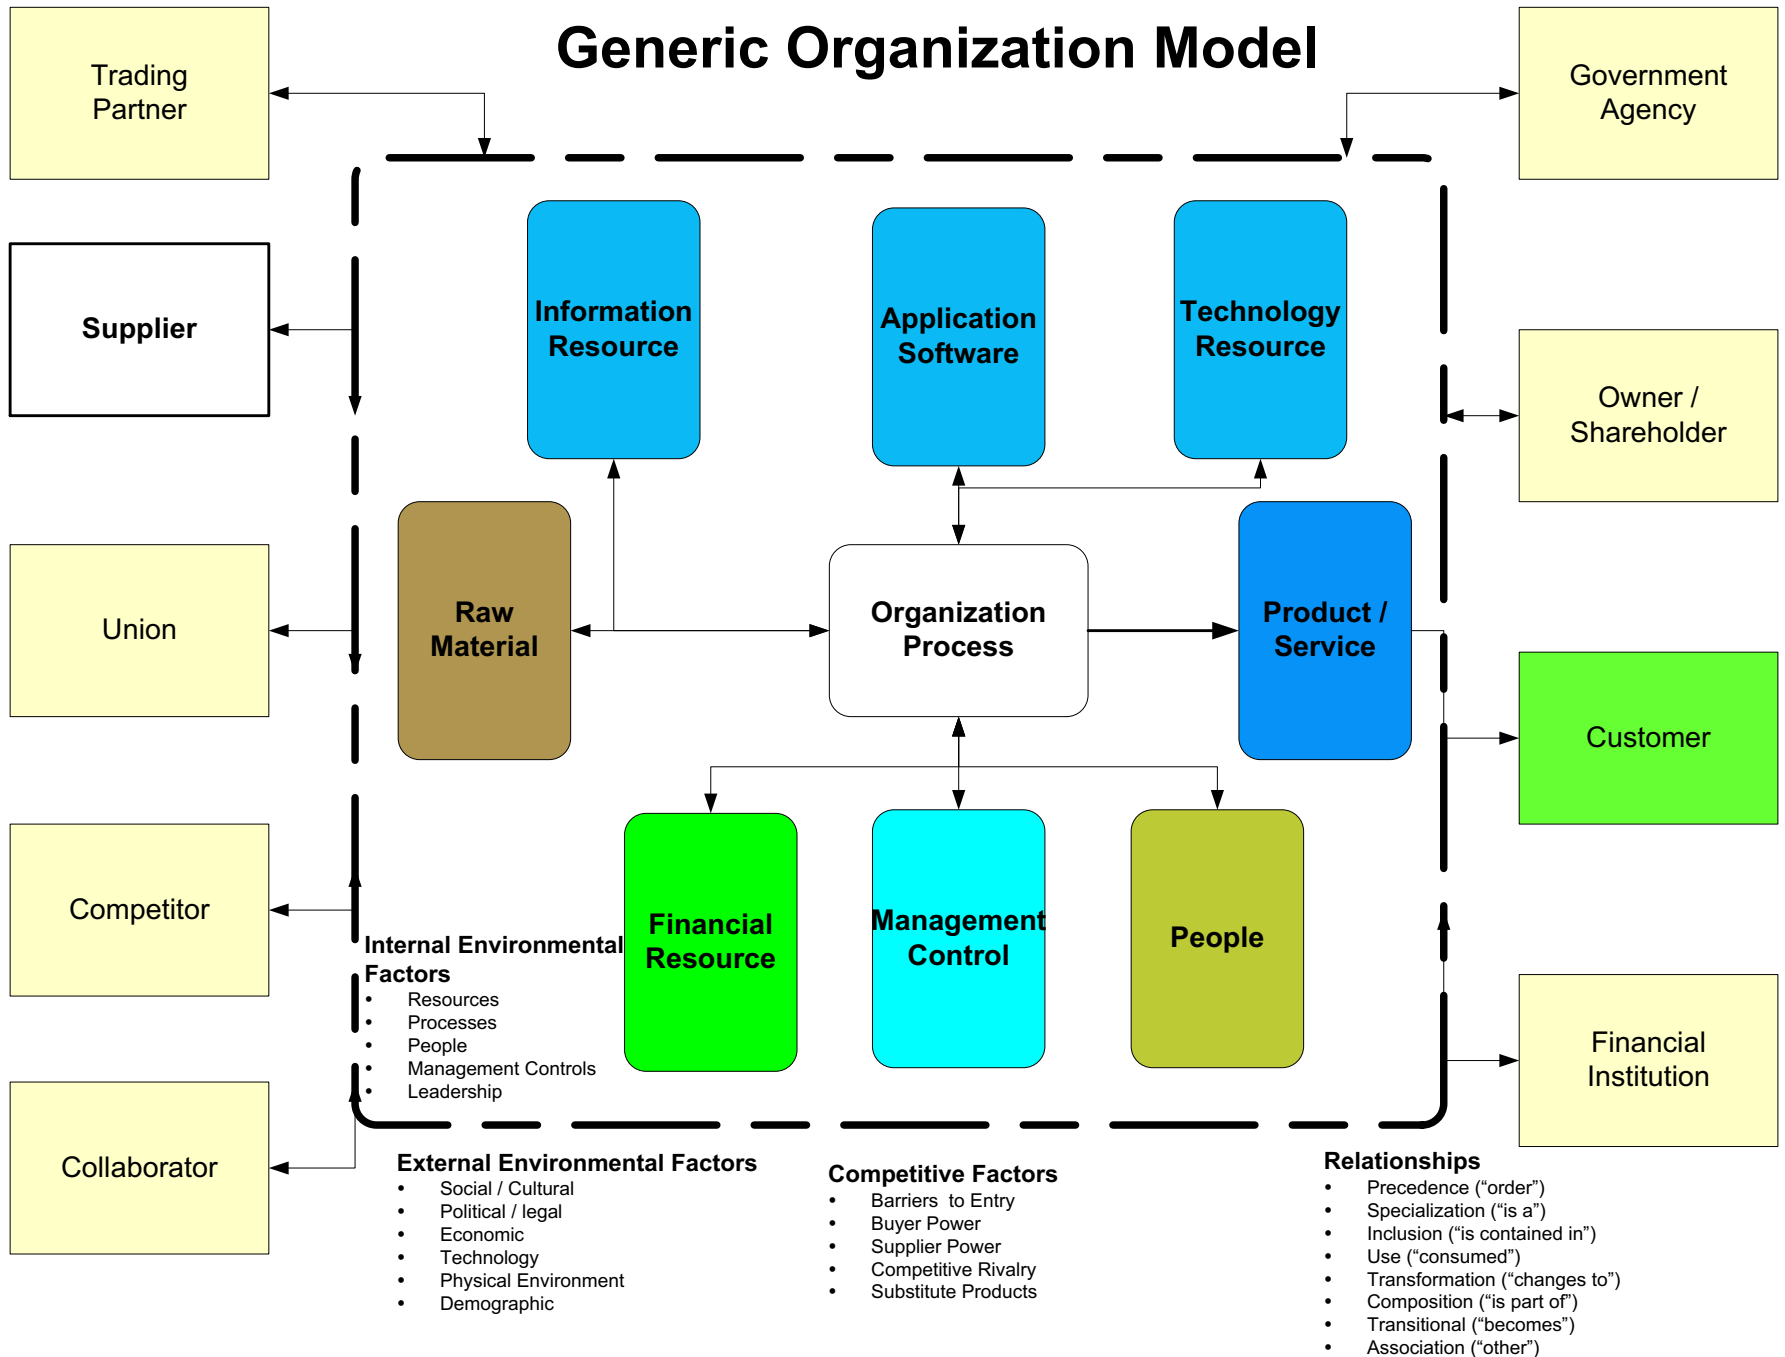 Generic Organization Model
Trading
Partner
Government
Agency
Supplier
Information
Resource
Application
Software
Technology
Resource
Owner /
Shareholder
Union
Raw
Material
Organization
Process
Product /
Service
Customer
Competitor
Financial
Resource
Management
Control
People
Internal Environmental
Factors
• Resources
• Processes
• People
• Management Controls
• Leadership
Financial
Institution
Collaborator
External Environmental Factors
• Social / Cultural
• Political / legal
• Economic
• Technology
• Physical Environment
• Demographic
Competitive Factors
• Barriers  to Entry
• Buyer Power
• Supplier Power
• Competitive Rivalry
• Substitute Products
Relationships
• Precedence (“order”)
• Specialization (“is a”)
• Inclusion (“is contained in”)
• Use (“consumed”)
• Transformation (“changes to”)
• Composition (“is part of”)
• Transitional (“becomes”)
• Association (“other”)